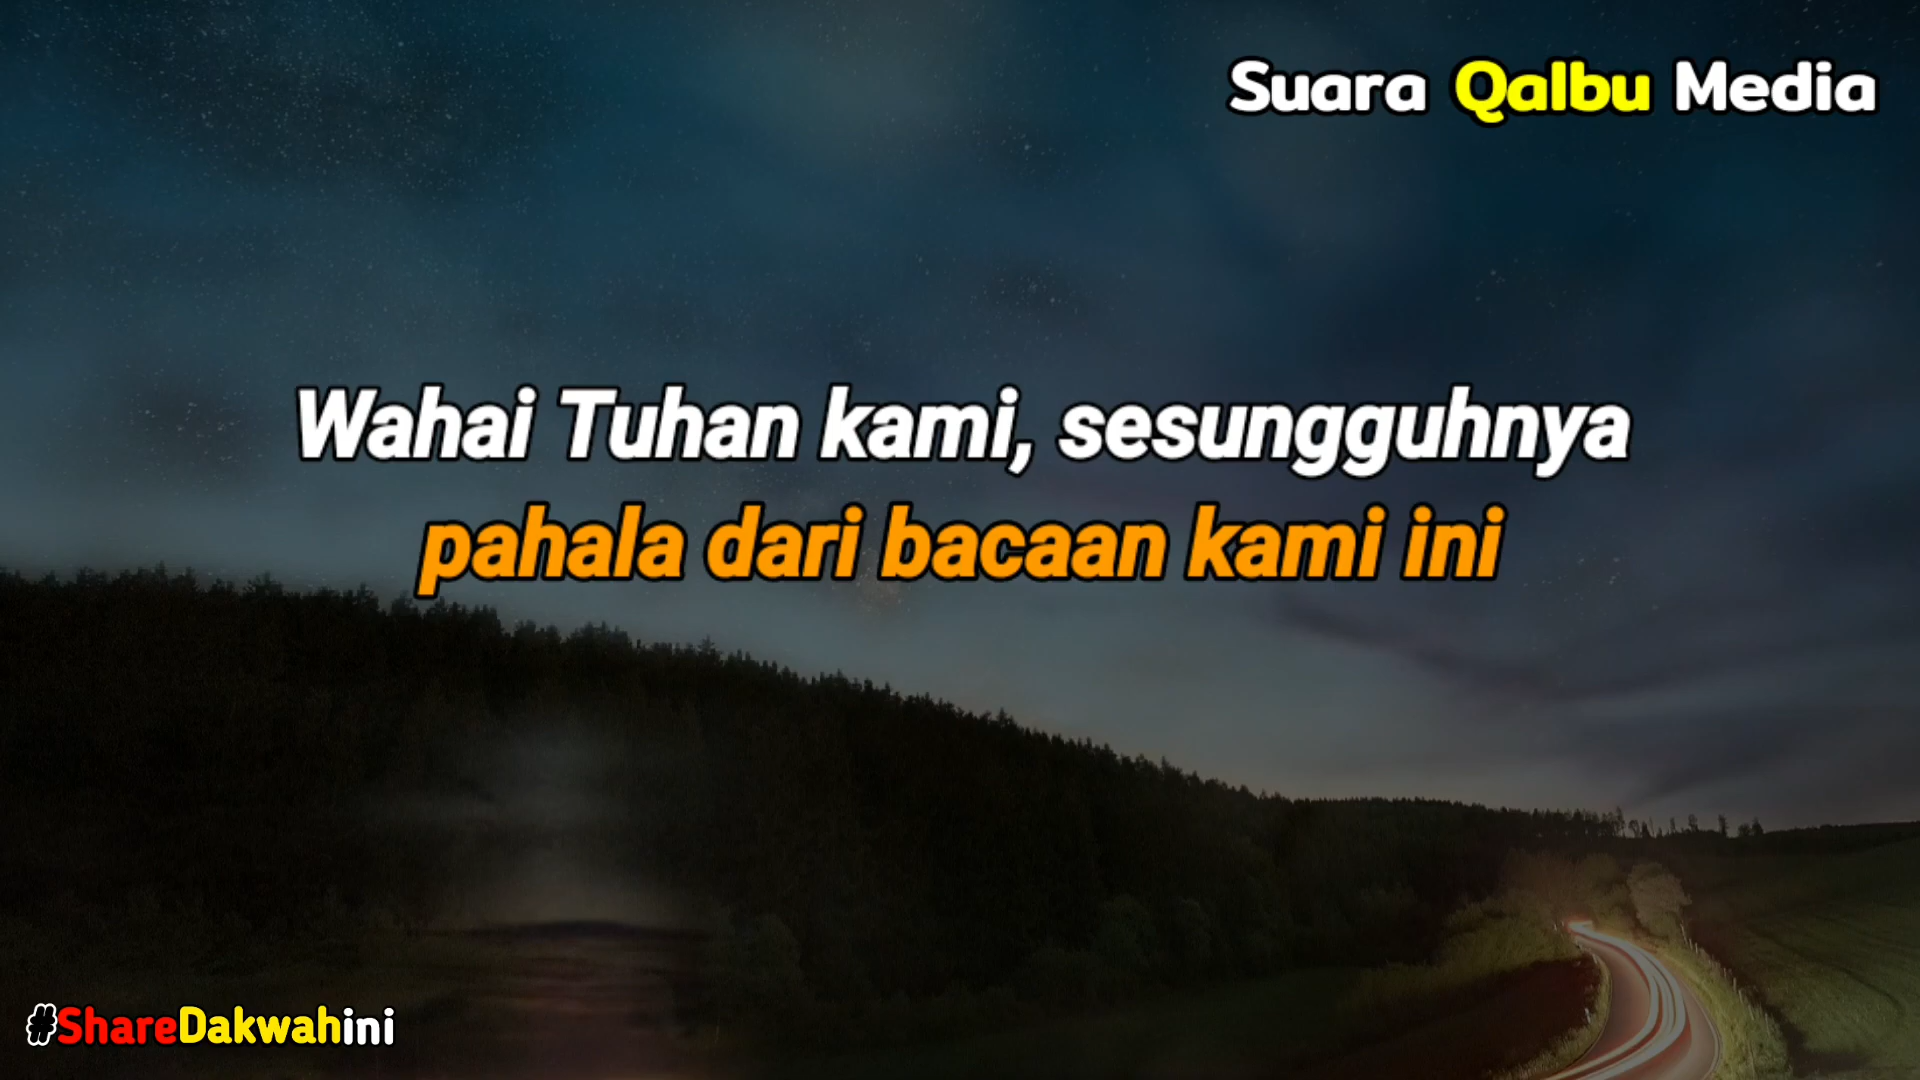 Suara Qalbu Media
Wahai Tuhan kami, sesungguhnya
pahala dari bacaan kami ini
#ShareDakwahini